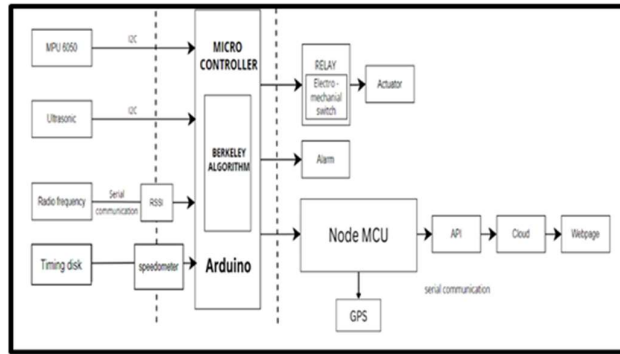 MPU 6050
I2C
MICRO
CONTROLLER
RELAY
Electro -
mechanial
switch
Actuator
Ultrasonic
I2C
BERKELEY
ALGORITHM
Alarm
Radio frequency
Serial
communication
RSSI
Node MCU
API
Cloud
Webpage
Timing disk
speedometer
Arduino
serial communication
GPS